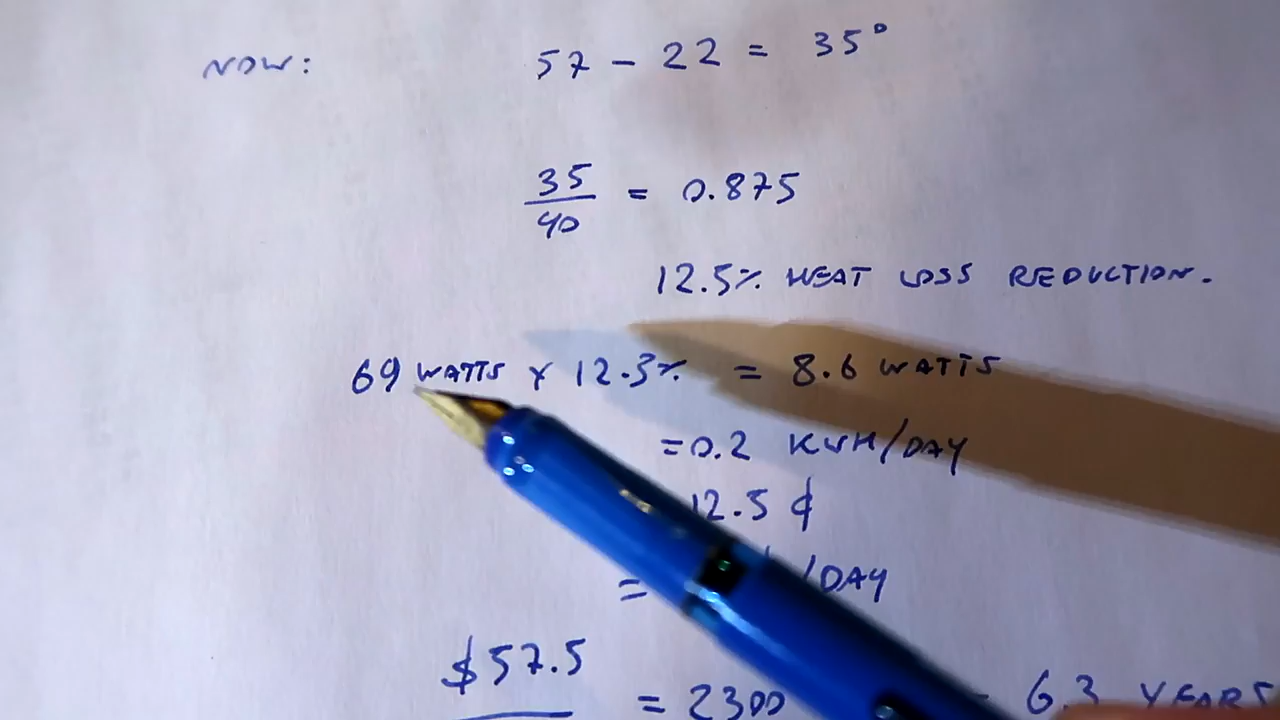 NOW: 57 - 22 = 35°
35
— = 0.875
40
12.5% HEAT LOSS REDUCTION.
69 WATTS x 12.5% = 8.6 WATTS
= 0.2 KWH/DAY
12.5 ¢
= /DAY
$57.5
= 2300 6.3 YEARS